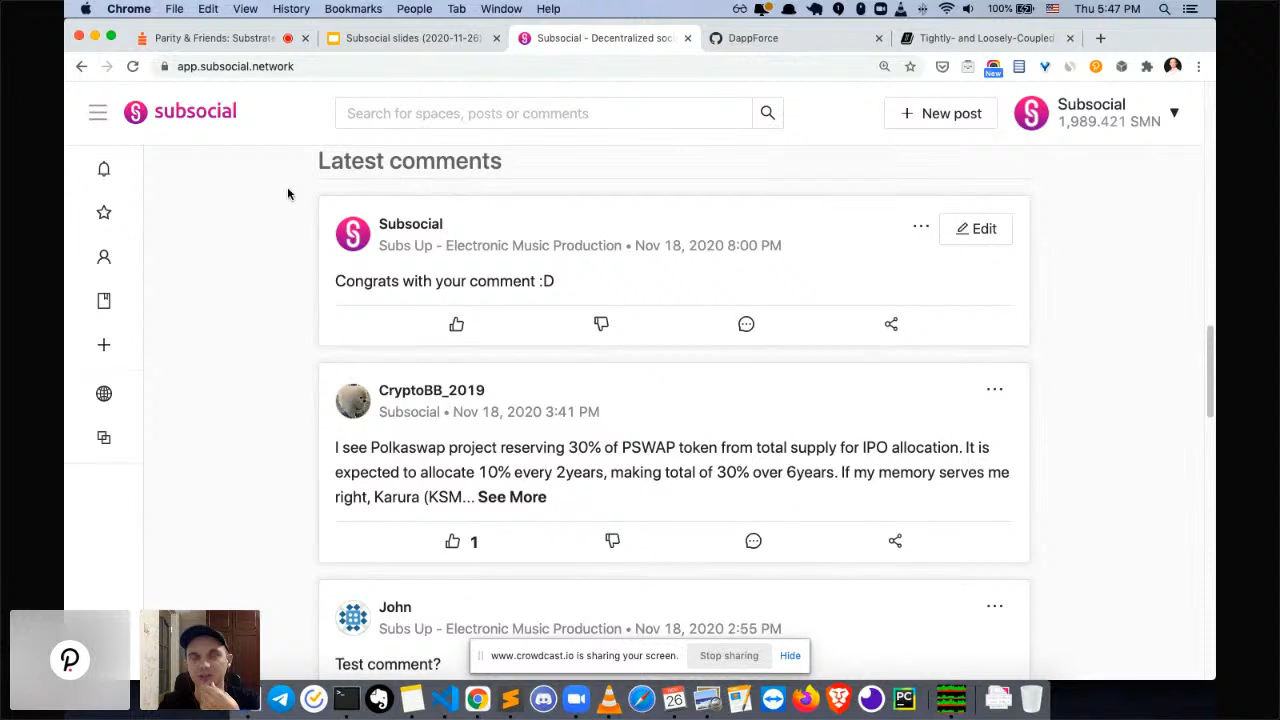 Chrome File Edit View History Bookmarks People Tab Window Help 100% Thu 5:47 PM
Parity & Friends: Substrat Subsocial slides (2020-11-26) Subsocial - Decentralized soci DappForce Tightly- and Loosely-Coupled
app.subsocial.network
New
subsocial
Search for spaces, posts or comments
New post
Subsocial
1,989.421 SMN
Latest comments
Subsocial
Subs Up - Electronic Music Production • Nov 18, 2020 8:00 PM
Edit
Congrats with your comment :D
CryptoBB_2019
Subsocial • Nov 18, 2020 3:41 PM
I see Polkaswap project reserving 30% of PSWAP token from total supply for IPO allocation. It is
expected to allocate 10% every 2years, making total of 30% over 6years. If my memory serves me
right, Karura (KSM... See More
1
John
Subs Up - Electronic Music Production • Nov 18, 2020 2:55 PM
Test comment?
www.crowdcast.io is sharing your screen. Stop sharing Hide
26
PC